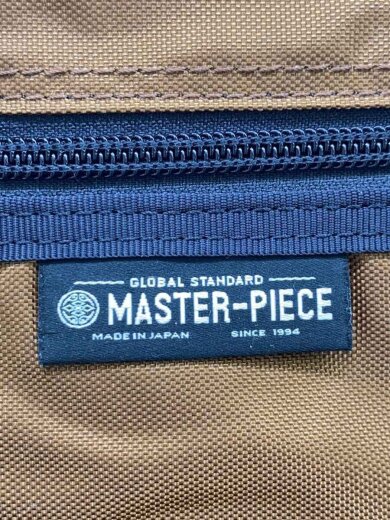 GLOBAL STANDARD
MASTER-PIECE
MADE IN JAPAN SINCE 1994